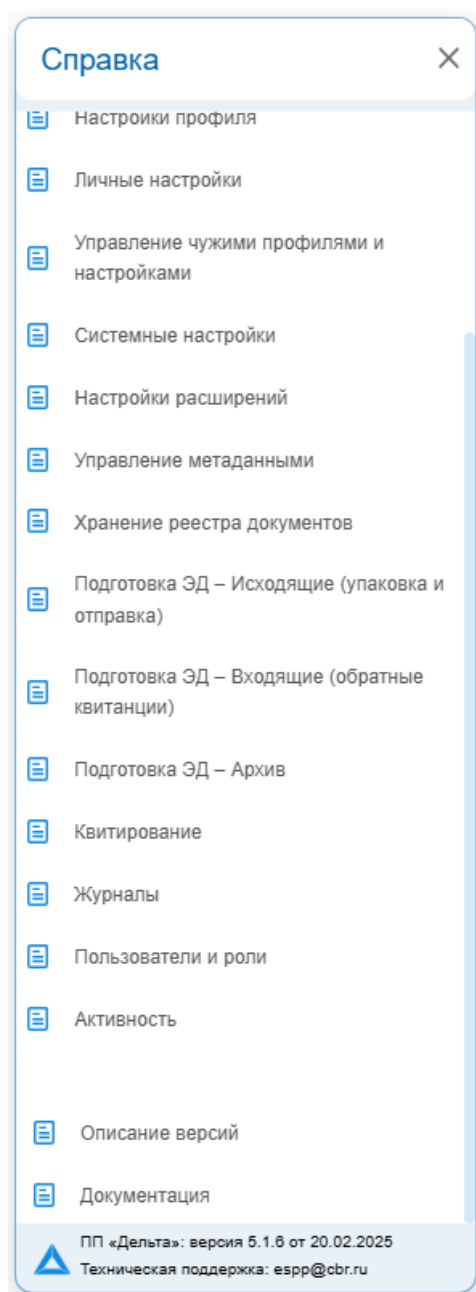 Справка
Настройки профиля
Личные настройки
Управление чужими профилями и
настройками
Системные настройки
Настройки расширений
Управление метаданными
Хранение реестра документов
Подготовка ЭД – Исходящие (упаковка и
отправка)
Подготовка ЭД – Входящие (обратные
квитанции)
Подготовка ЭД – Архив
Квитирование
Журналы
Пользователи и роли
Активность
Описание версий
Документация
ПП «Дельта»: версия 5.1.6 от 20.02.2025
Техническая поддержка: espp@cbr.ru